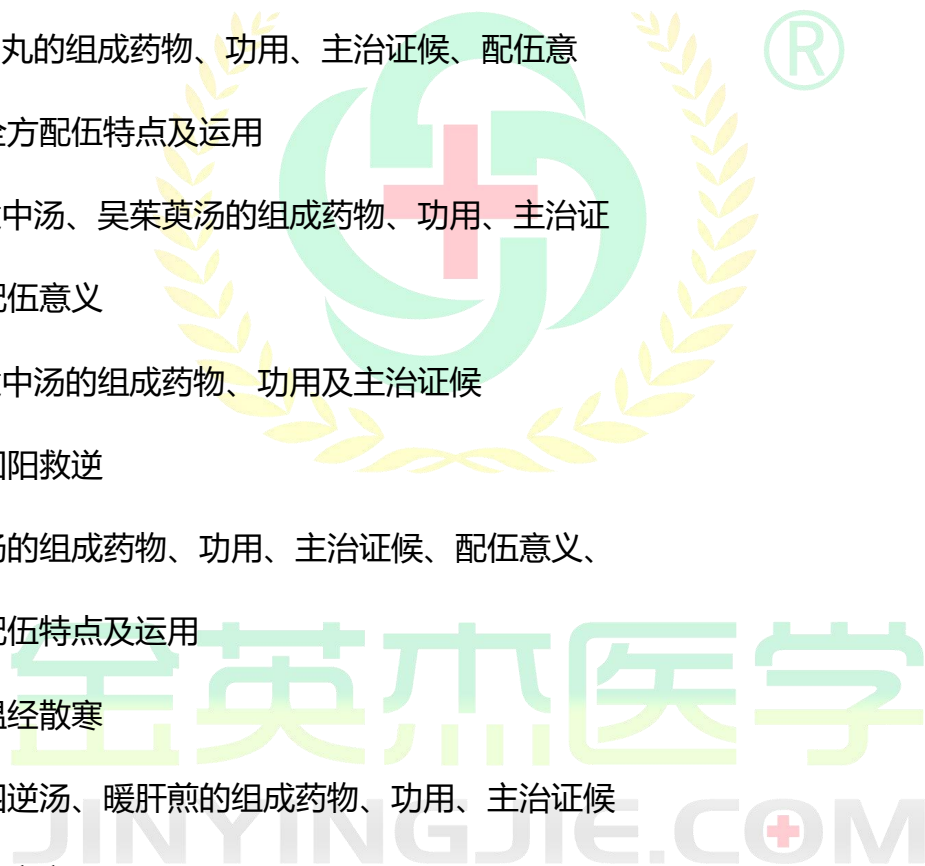 丸的组成药物、功用、主治证候、配伍意
®
全方配伍特点及运用
中汤、吴茱萸汤的组成药物、功用、主治证
配伍意义
中汤的组成药物、功用及主治证候
回阳救逆
汤的组成药物、功用、主治证候、配伍意义、
配伍特点及运用
金英杰医学
温经散寒
四逆汤、暖肝煎的组成药物、功用、主治证候
JINYINGJIE.COM